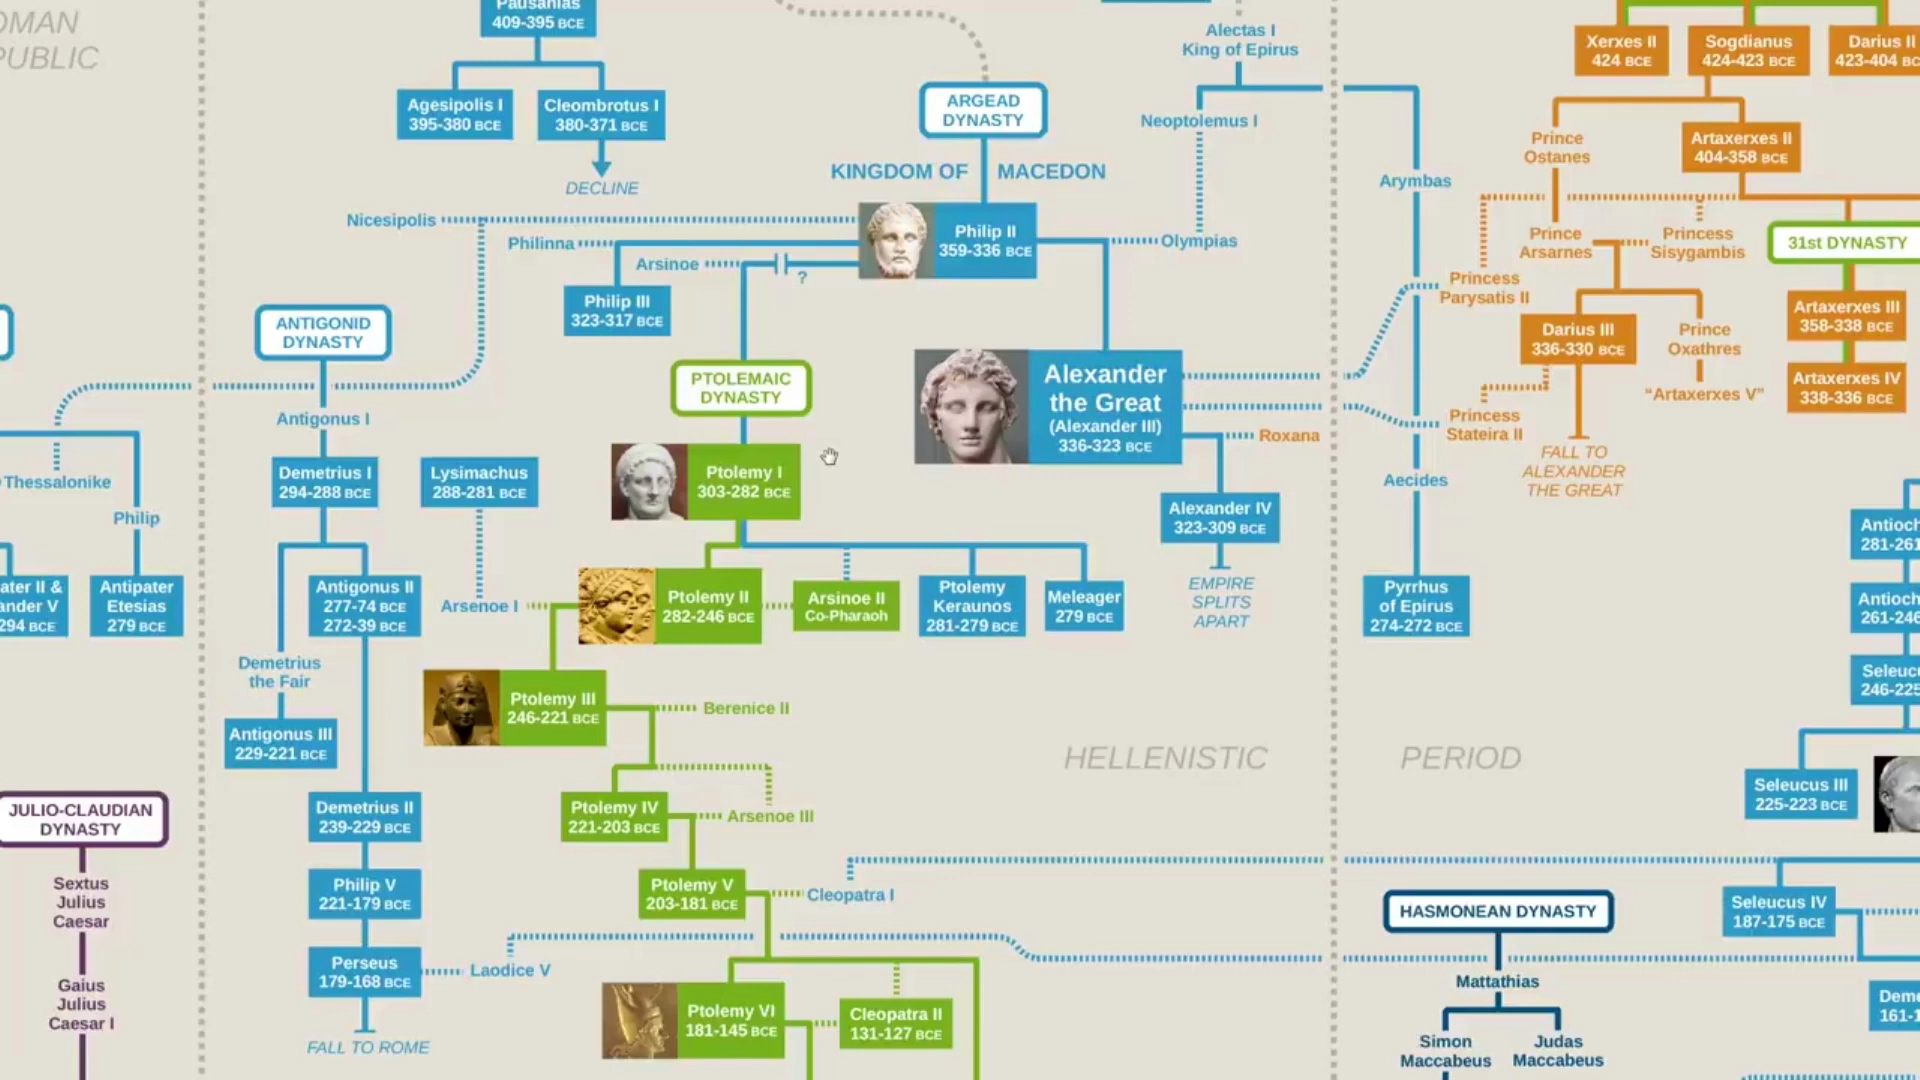 OMAN
PUBLIC
Pausanias
409-395 BCE
Agesipolis I
395-380 BCE
Cleombrotus I
380-371 BCE
DECLINE
ARGEAD
DYNASTY
KINGDOM OF MACEDON
Alectas I
King of Epirus
Neoptolemus I
Arymbas
Xerxes II
424 BCE
Sogdianus
424-423 BCE
Darius II
423-404 BC
Prince
Ostanes
Artaxerxes II
404-358 BCE
Nicesipolis
Philinna
Arsinoe
?
Philip II
359-336 BCE
Olympias
Philip III
323-317 BCE
Prince
Arsarnes
Princess
Sisygambis
31st DYNASTY
Princess
Parysatis II
Artaxerxes III
358-338 BCE
Darius III
336-330 BCE
Prince
Oxathres
"Artaxerxes V"
Artaxerxes IV
338-336 BCE
ANTIGONID
DYNASTY
Antigonus I
PTOLEMAIC
DYNASTY
Alexander
the Great
(Alexander III)
336-323 BCE
Roxana
Princess
Stateira II
FALL TO
ALEXANDER
THE GREAT
Thessalonike
Philip
Demetrius I
294-288 BCE
Lysimachus
288-281 BCE
Ptolemy I
303-282 BCE
Alexander IV
323-309 BCE
EMPIRE
SPLITS
APART
Aecides
Pyrrhus
of Epirus
274-272 BCE
Antioch
281-261
ater II &
ander V
294 BCE
Antipater
Etesias
279 BCE
Antigonus II
277-74 BCE
272-39 BCE
Arsenoe I
Ptolemy II
282-246 BCE
Arsinoe II
Co-Pharaoh
Ptolemy
Keraunos
281-279 BCE
Meleager
279 BCE
Antioch
261-246
Demetrius
the Fair
Ptolemy III
246-221 BCE
Berenice II
Seleucu
246-225
Antigonus III
229-221 BCE
HELLENISTIC PERIOD
Seleucus III
225-223 BCE
JULIO-CLAUDIAN
DYNASTY
Demetrius II
239-229 BCE
Ptolemy IV
221-203 BCE
Arsenoe III
Sextus
Julius
Caesar
Philip V
221-179 BCE
Ptolemy V
203-181 BCE
Cleopatra I
HASMONEAN DYNASTY
Seleucus IV
187-175 BCE
Gaius
Julius
Caesar I
Perseus
179-168 BCE
Laodice V
Mattathias
Ptolemy VI
181-145 BCE
Cleopatra II
131-127 BCE
Deme
161-1
FALL TO ROME
Simon
Maccabeus
Judas
Maccabeus